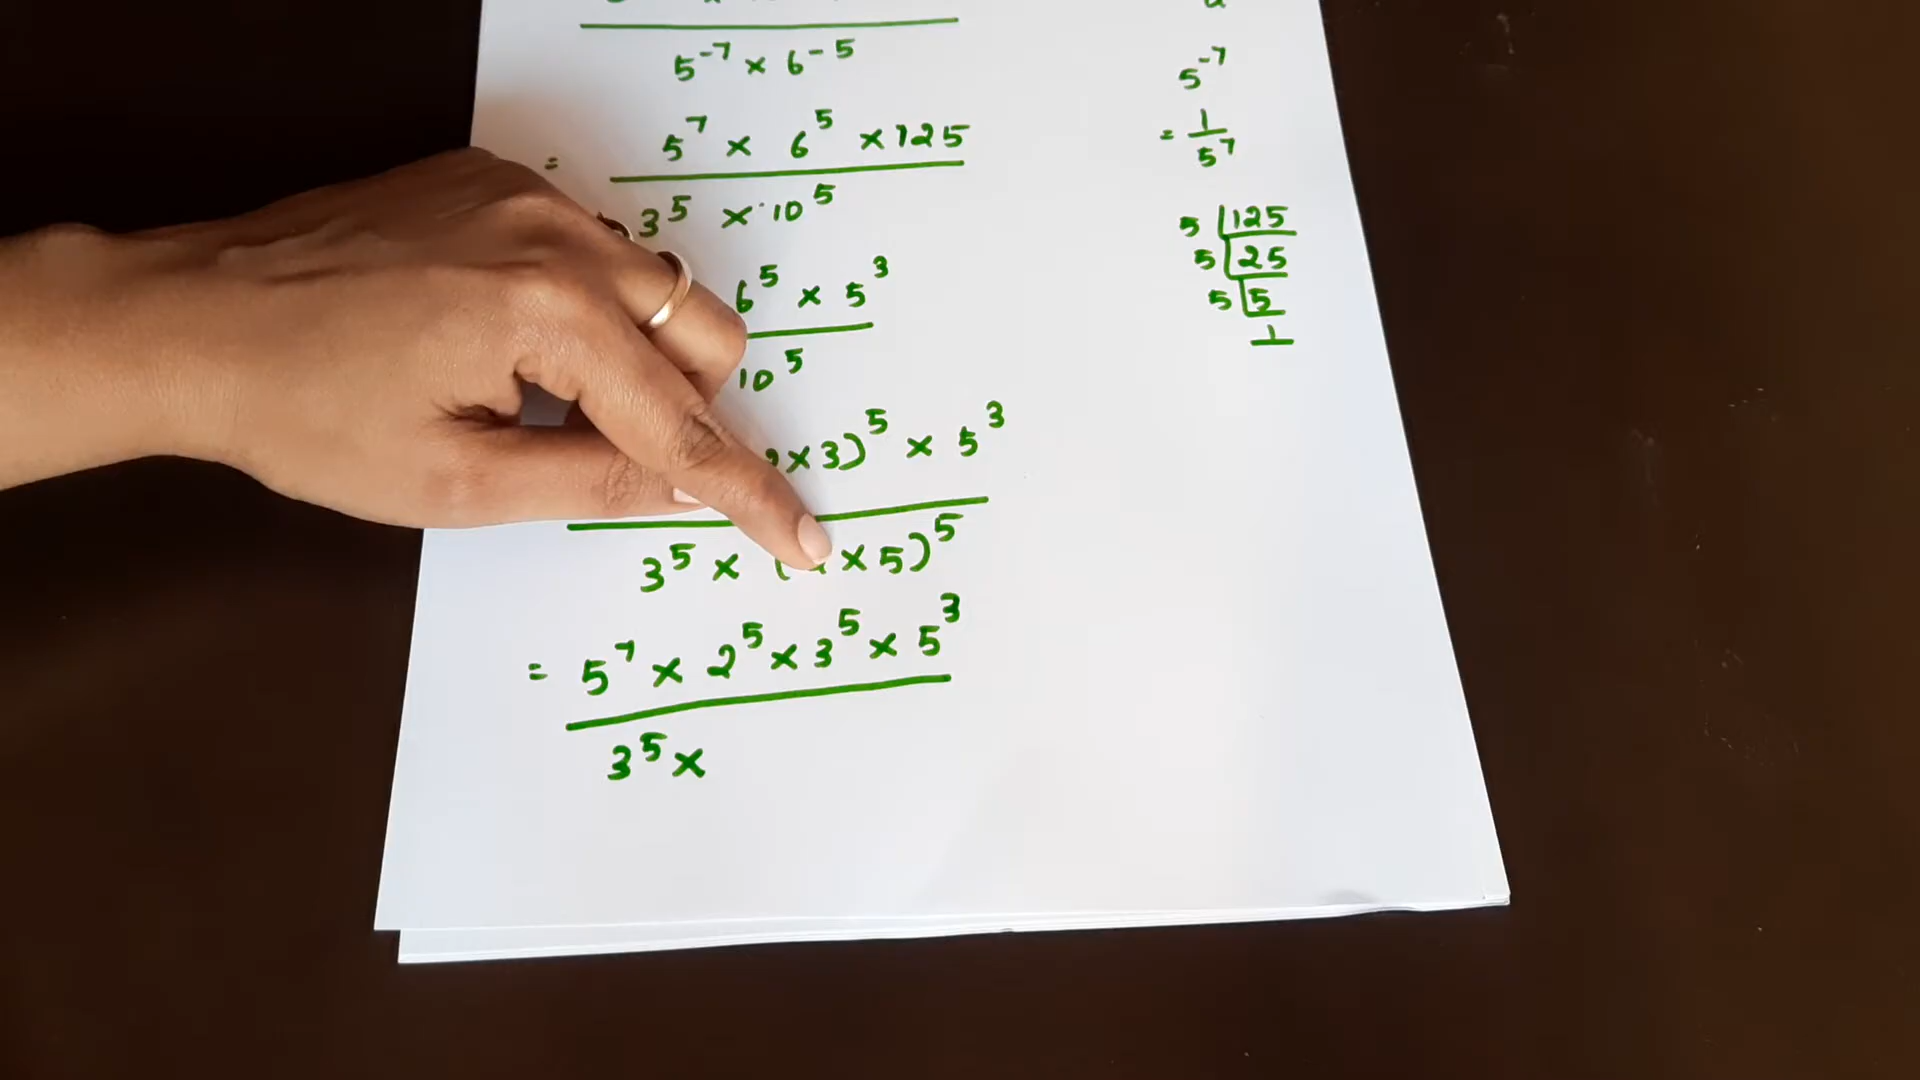 5⁻⁷ × 6⁻⁵
= 5⁷ × 6⁵ × 125
3⁵ × 10⁵
6⁵ × 5³
10⁵
× 3)⁵ × 5³
3⁵ × ( × 5)⁵
= 5⁷ × 2⁵ × 3⁵ × 5³
3⁵ ×
5⁻⁷
= 1
5⁷
5 125
5 25
5 5
1